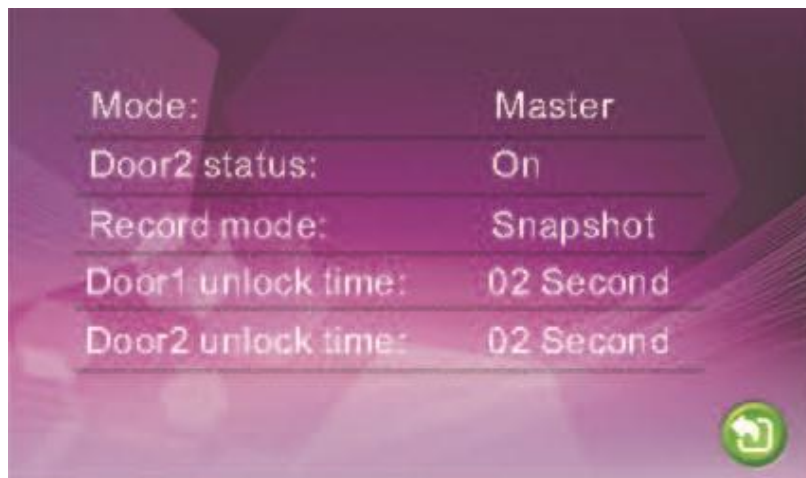 Mode: Master
Door2 status: On
Record mode: Snapshot
Door1 unlock time: 02 Second
Door2 unlock time: 02 Second